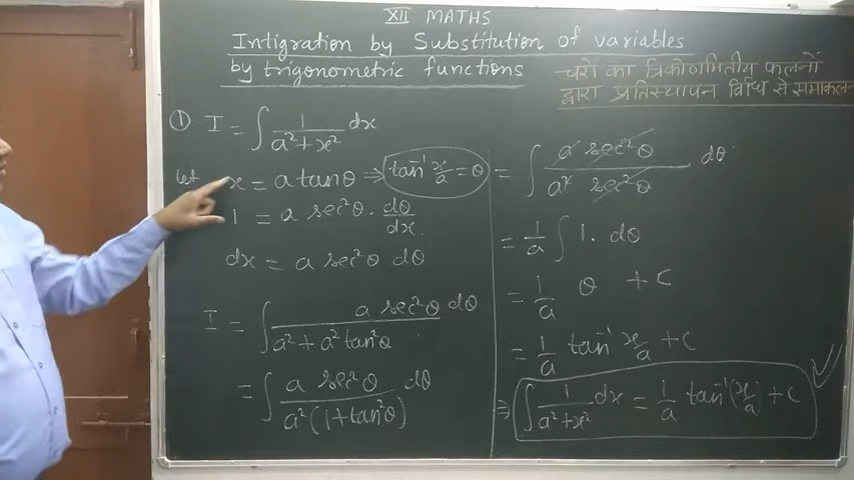 XII MATHS
Intigration by Substitution of variables
by trigonometric functions
चरों का त्रिकोणमितीय फलनों
द्वारा प्रतिस्थापन विधि से समाकलन
① I = ∫ 1/(a²+x²) dx
let x = a tanθ ⇒ tan⁻¹ x/a = θ
1 = a sec²θ · dθ/dx
dx = a sec²θ dθ
I = ∫ a sec²θ dθ / (a² + a² tan²θ)
= ∫ a sec²θ dθ / (a² (1+tan²θ))
= ∫ a sec²θ / (a² sec²θ) dθ
= 1/a ∫ 1. dθ
= 1/a θ + c
= 1/a tan⁻¹ x/a + c
⇒ ∫ 1/(a²+x²) dx = 1/a tan⁻¹(x/a) + c